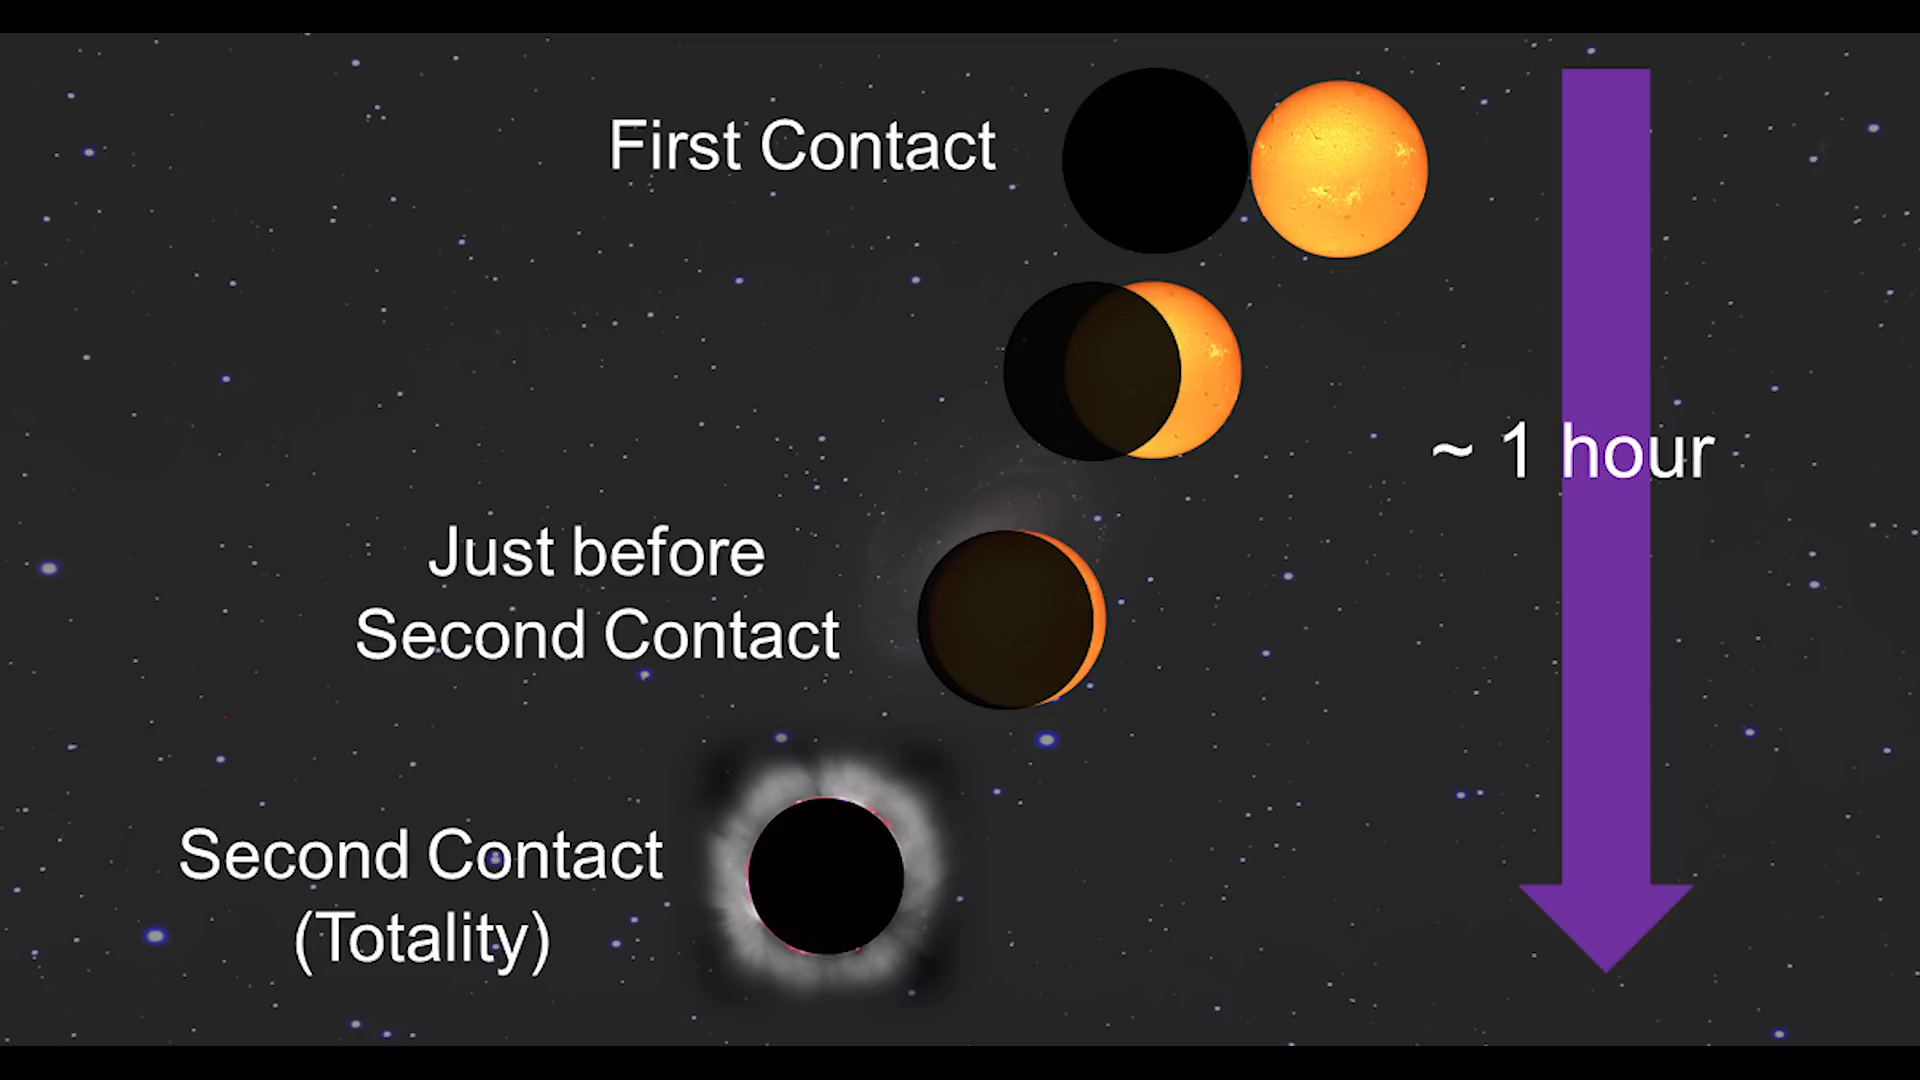 First Contact
~ 1 hour
Just before
Second Contact
Second Contact
(Totality)